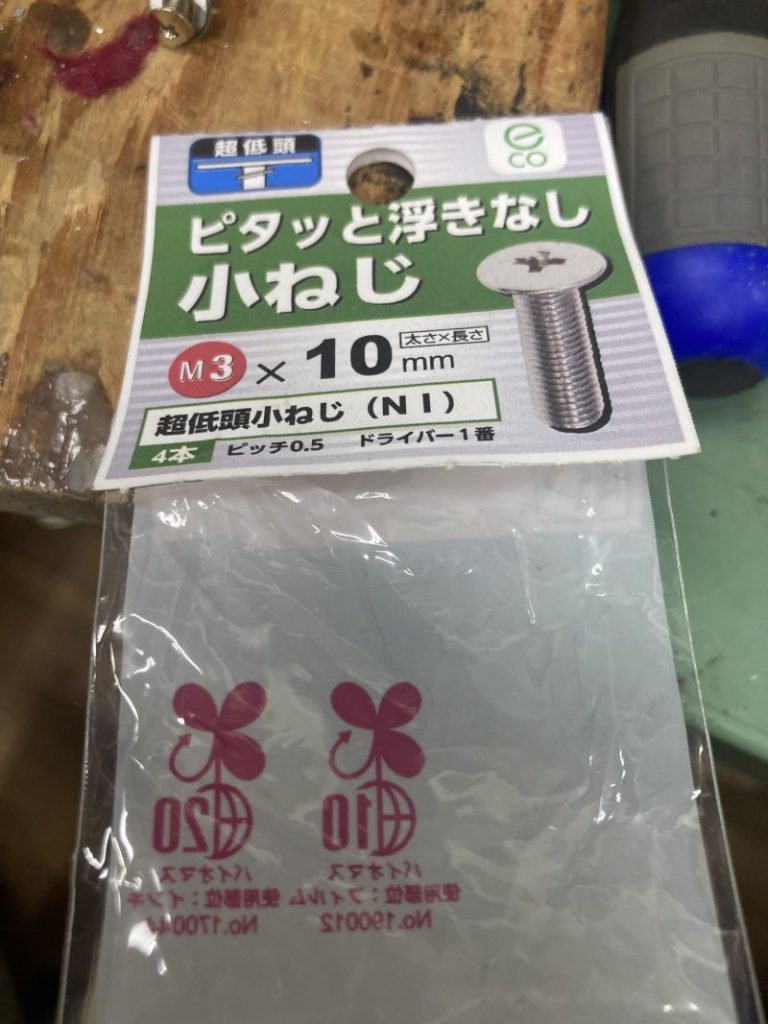 超低頭
e
co
ピタッと浮きなし
小ねじ
M3 × 10mm
太さ×長さ
超低頭小ねじ（NI）
4本 ピッチ0.5 ドライバー1番
20
バイオマス
使用部位：インキ
No.170044
10
バイオマス
使用部位：フィルム
No.190012